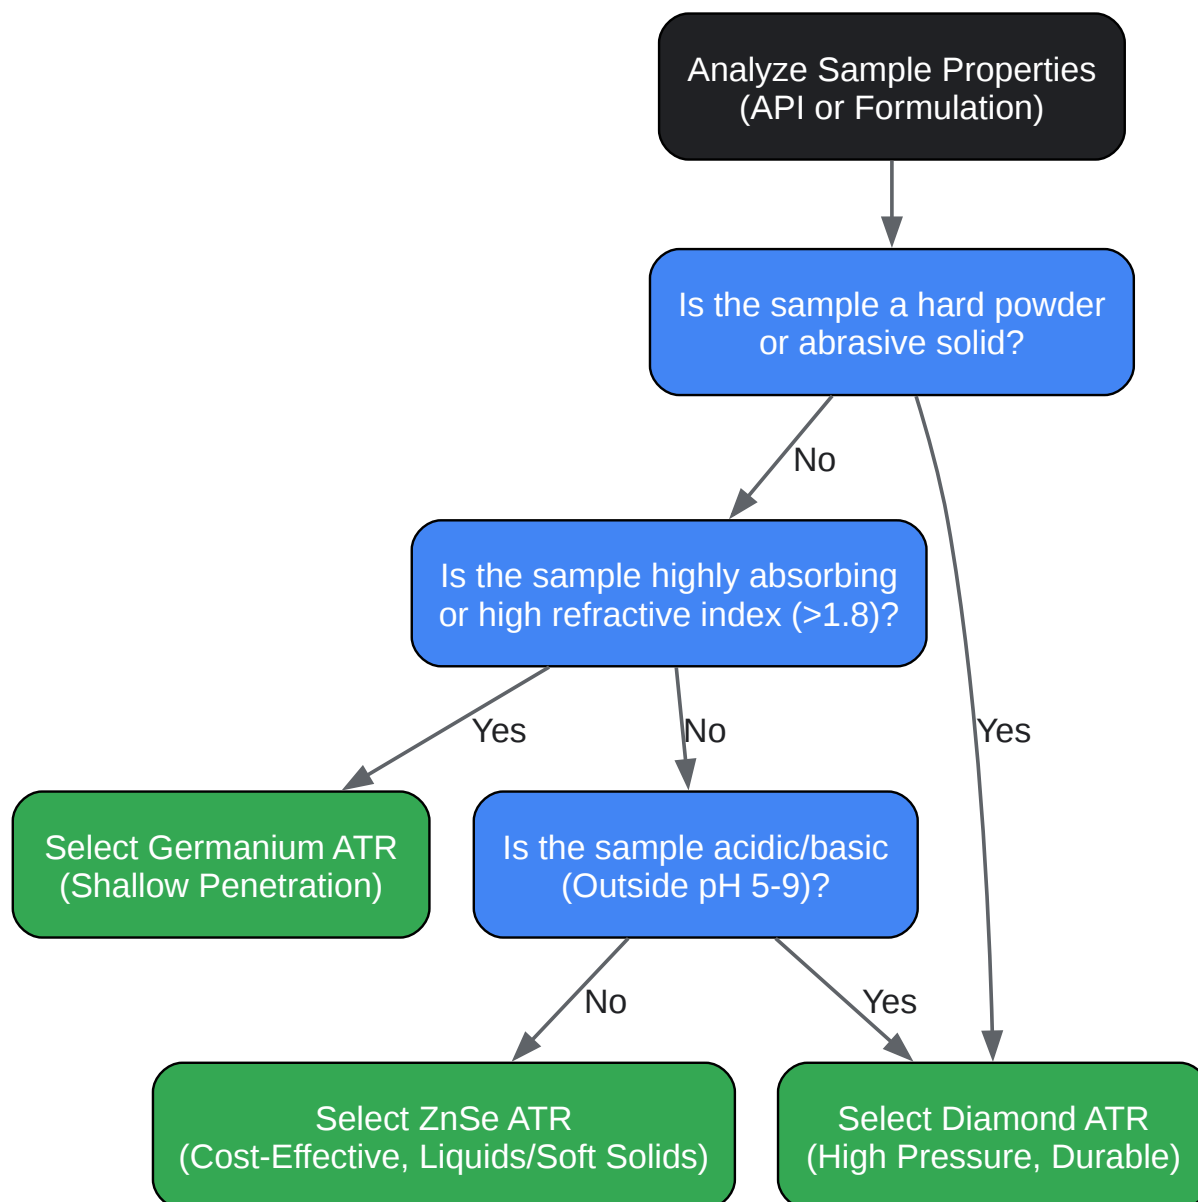 Analyze Sample Properties
(API or Formulation)
Is the sample a hard powder
or abrasive solid?
No
Is the sample highly absorbing
or high refractive index (>1.8)?
Yes
No
Yes
Select Germanium ATR
(Shallow Penetration)
Is the sample acidic/basic
(Outside pH 5-9)?
No
Yes
Select ZnSe ATR
(Cost-Effective, Liquids/Soft Solids)
Select Diamond ATR
(High Pressure, Durable)